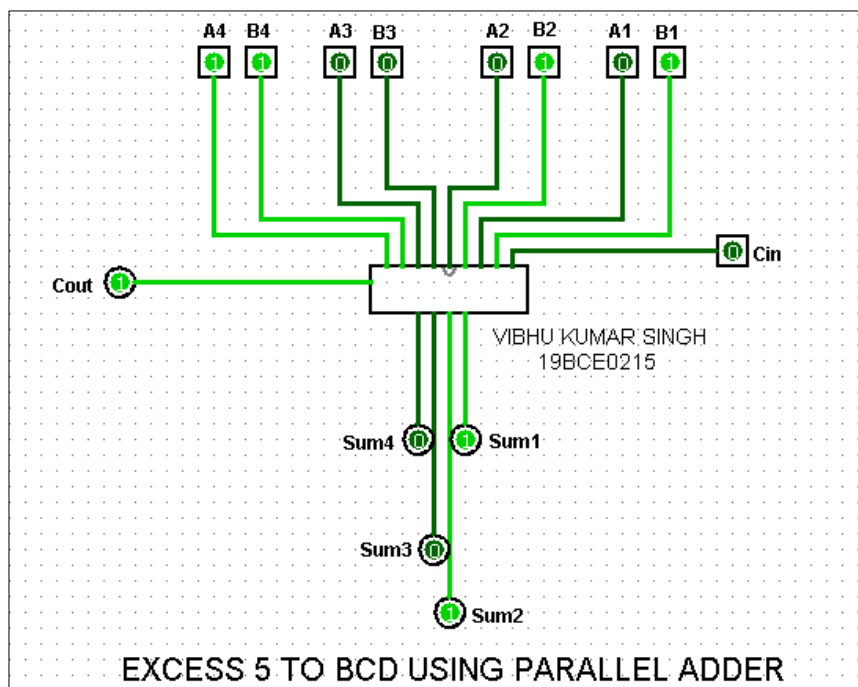 A4 B4 A3 B3 A2 B2 A1 B1
1 1 0 0 0 1 0 1
0 Cin
Cout 1
VIBHU KUMAR SINGH
19BCE0215
Sum4 0 1 Sum1
Sum3 0
1 Sum2
EXCESS 5 TO BCD USING PARALLEL ADDER